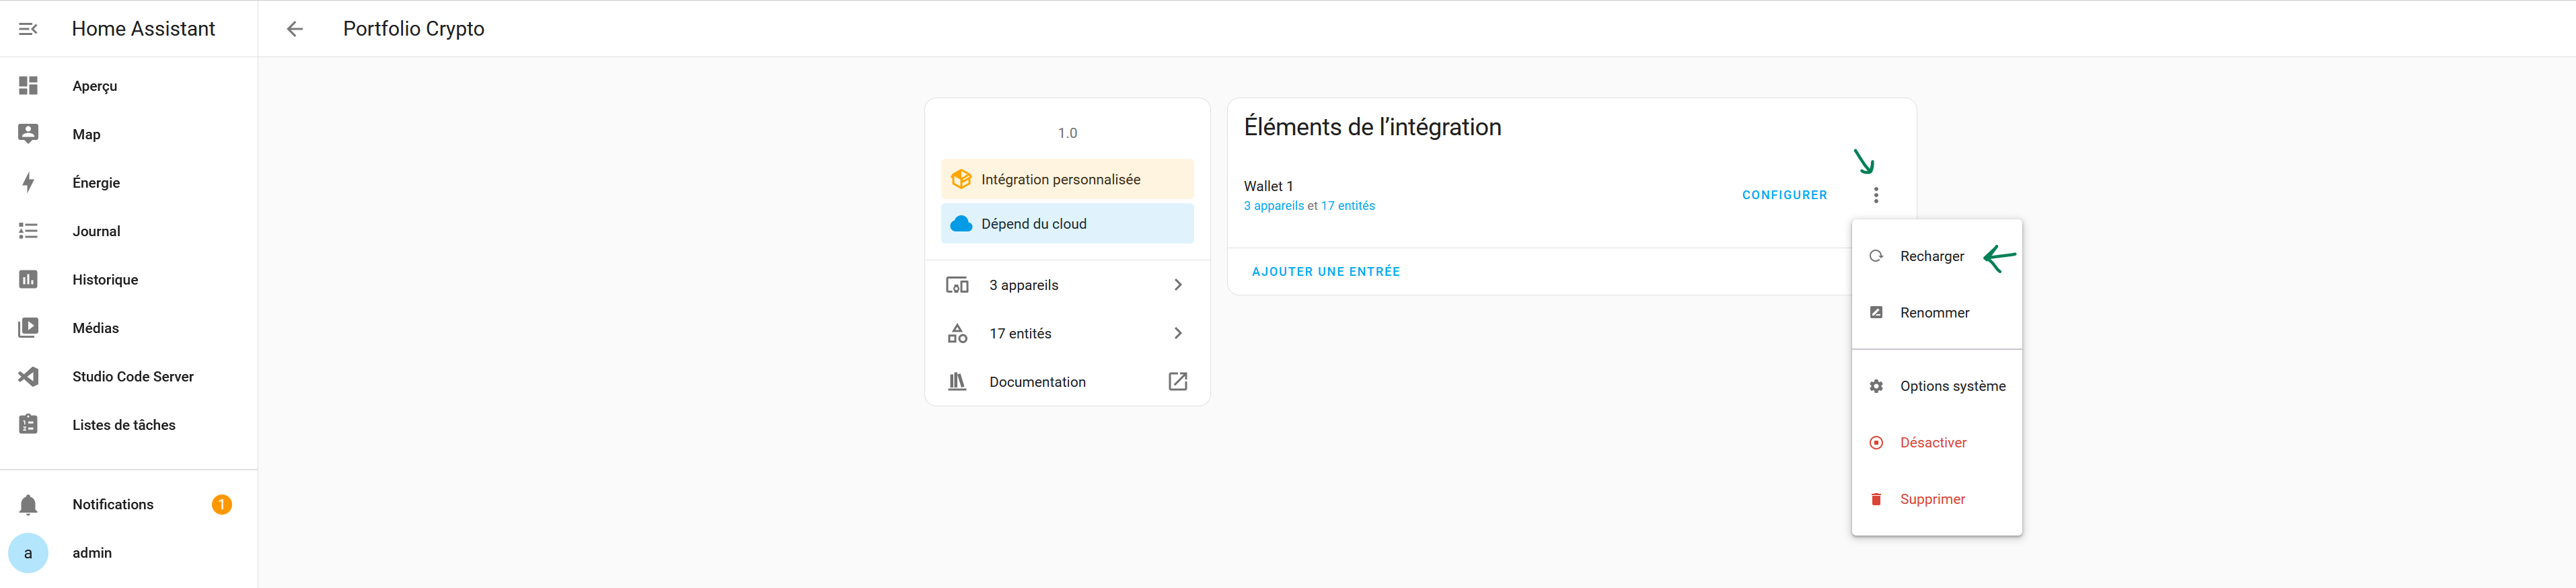 Home Assistant
Portfolio Crypto
Aperçu
Map
Énergie
Journal
Historique
Médias
Studio Code Server
Listes de tâches
Notifications
1
a
admin
1.0
Intégration personnalisée
Dépend du cloud
3 appareils
17 entités
Documentation
Éléments de l’intégration
Wallet 1
3 appareils et 17 entités
CONFIGURER
AJOUTER UNE ENTRÉE
Recharger
Renommer
Options système
Désactiver
Supprimer